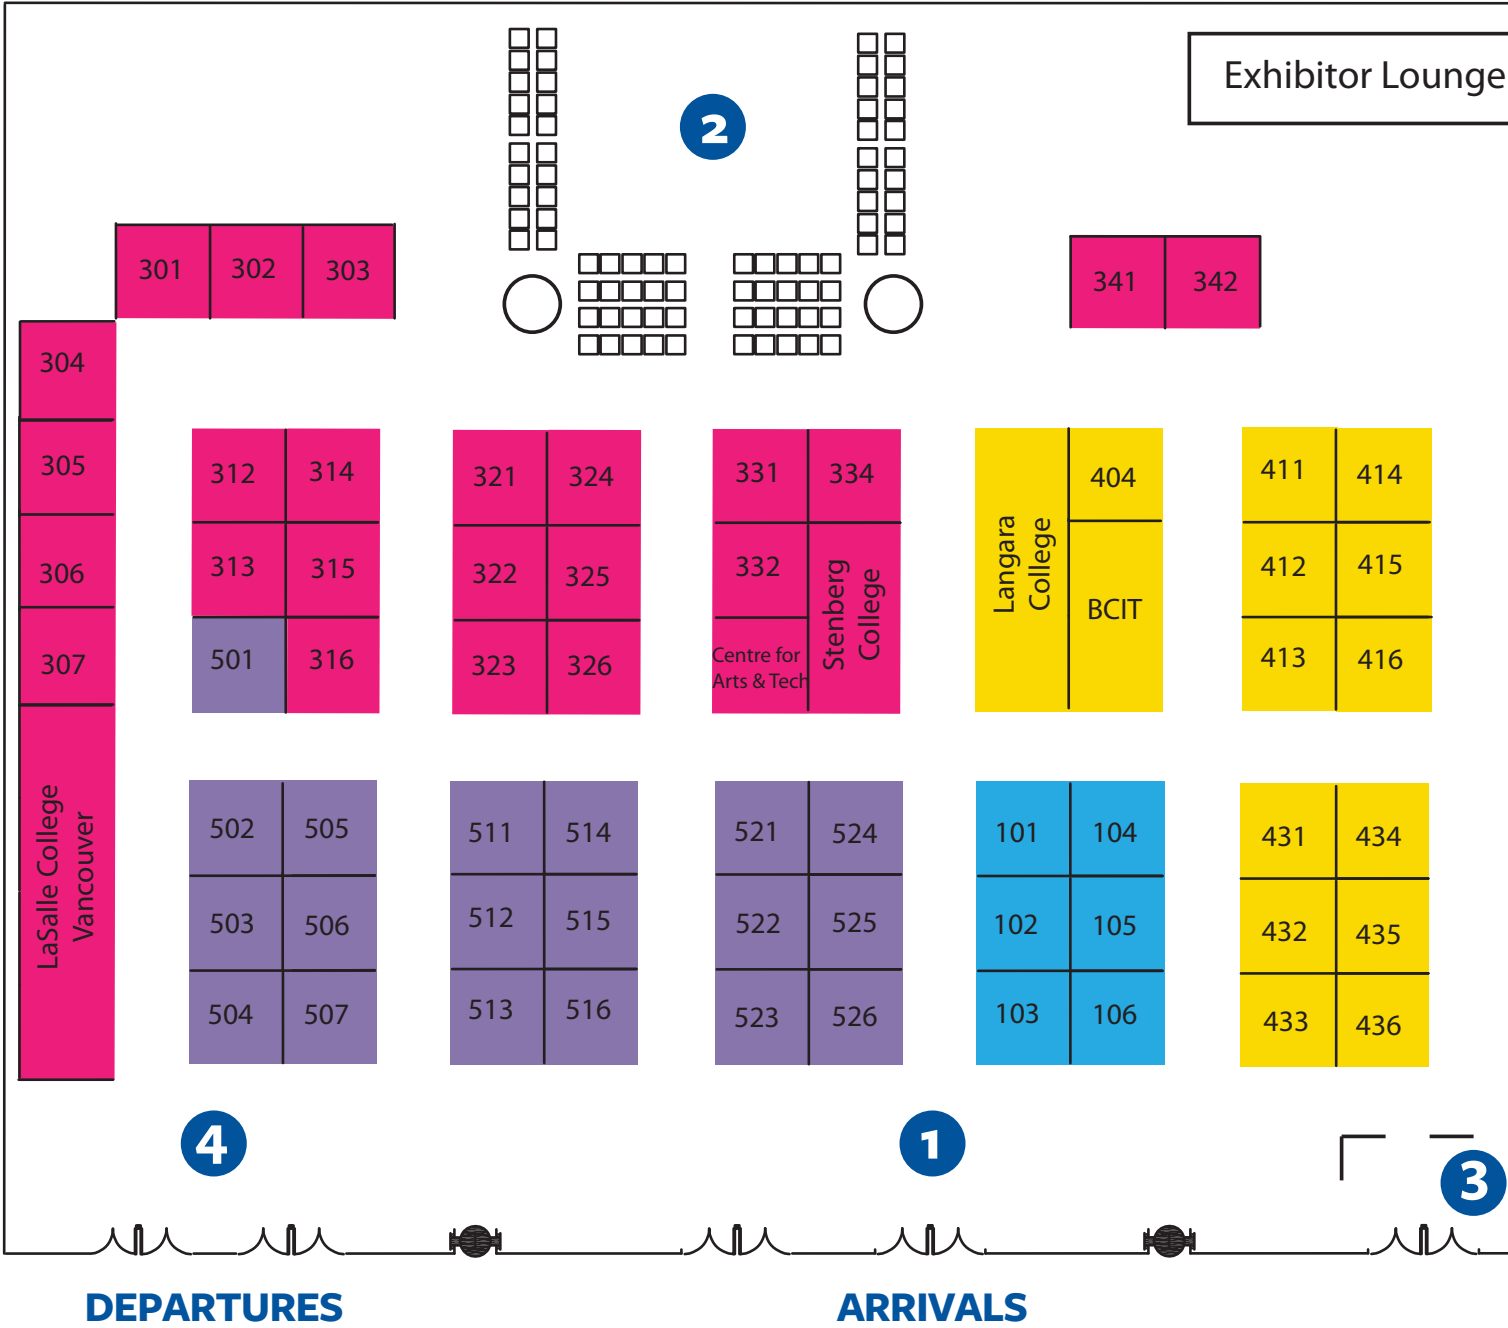 Exhibitor Lounge
2
301 302 303
341 342
304
305
306
307
LaSalle College
Vancouver
312 314
313 315
501 316
321 324
322 325
323 326
331 334
332
Centre for
Arts & Tech
Stenberg
College
Langara
College
404
BCIT
411 414
412 415
413 416
502 505
503 506
504 507
511 514
512 515
513 516
521 524
522 525
523 526
101 104
102 105
103 106
431 434
432 435
433 436
4
1
3
DEPARTURES
ARRIVALS